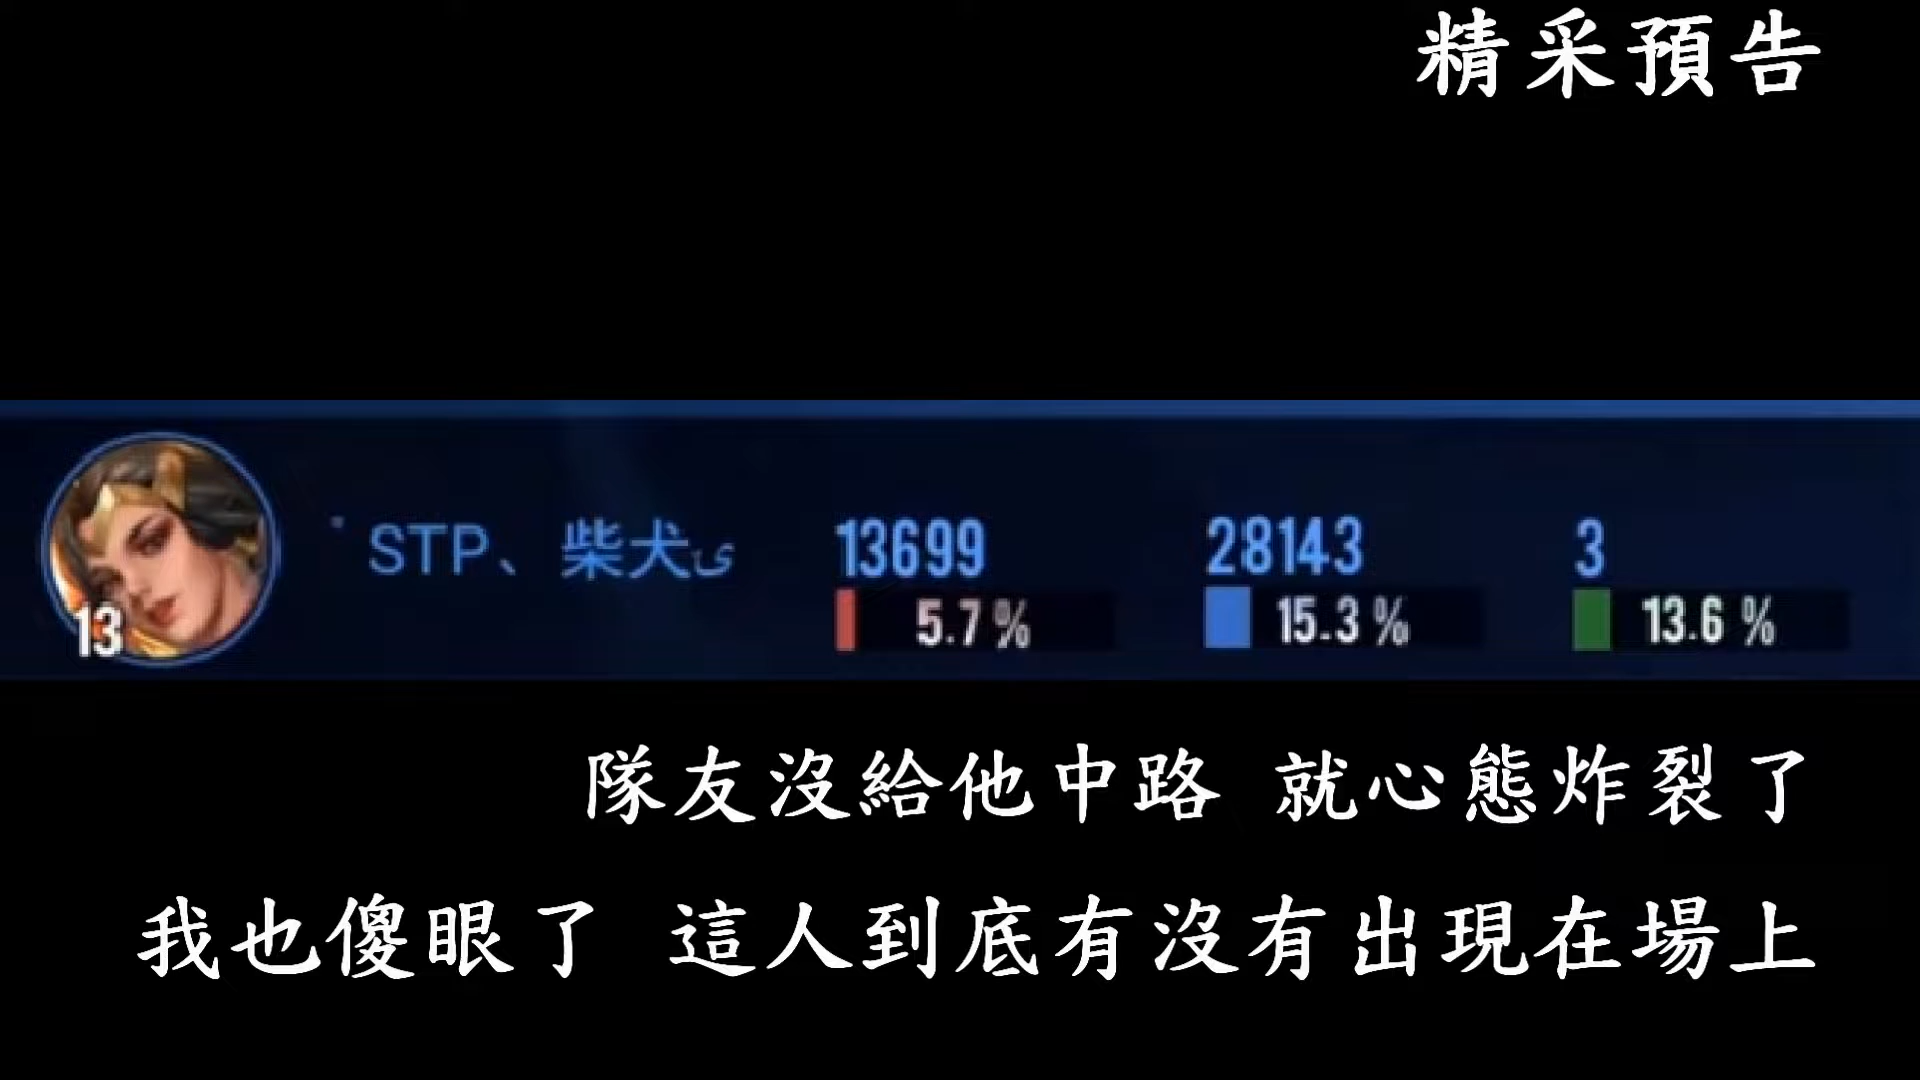 精采預告
STP、柴犬ى 13699 28143 3
13 5.7% 15.3% 13.6%
隊友沒給他中路 就心態炸裂了
我也傻眼了 這人到底有沒有出現在場上